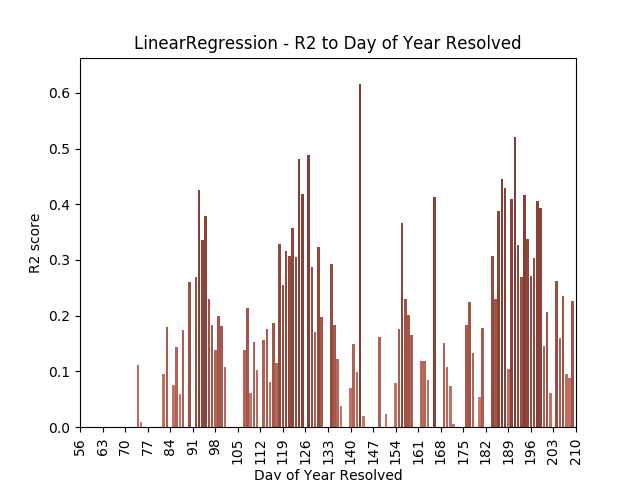 LinearRegression - R2 to Day of Year Resolved
R2 score
0.6
0.5
0.4
0.3
0.2
0.1
0.0
56 63 70 77 84 91 98 105 112 119 126 133 140 147 154 161 168 175 182 189 196 203 210
Day of Year Resolved